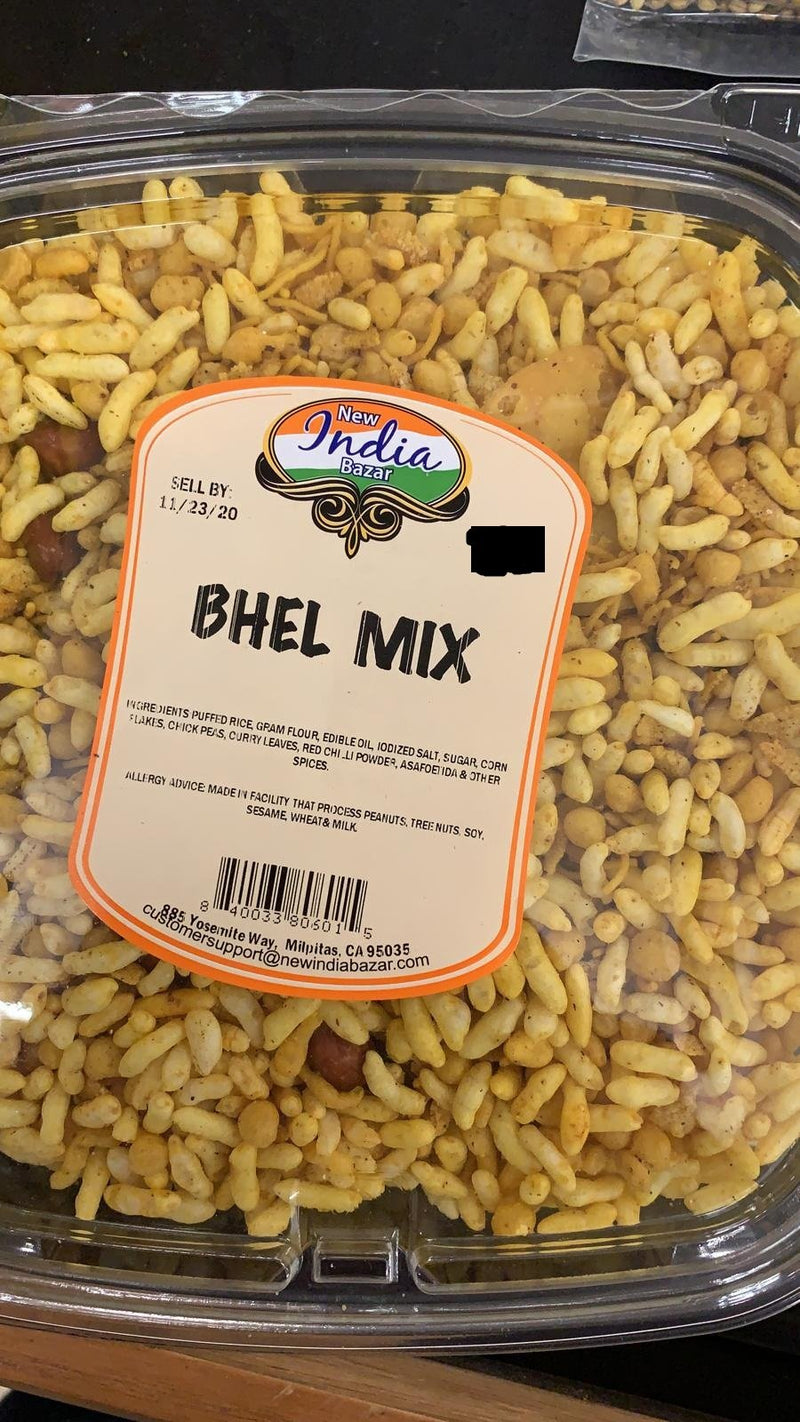 New
India
Bazar
SELL BY:
11/23/20
BHEL MIX
INGREDIENTS PUFFED RICE, GRAM FLOUR, EDIBLE OIL, IODIZED SALT, SUGAR, CORN
FLAKES, CHICK PEAS, CURRY LEAVES, RED CHILLI POWDER, ASAFOETIDA & OTHER
SPICES.
ALLERGY ADVICE: MADE IN FACILITY THAT PROCESS PEANUTS, TREE NUTS, SOY,
SESAME, WHEAT& MILK.
8 40033 80601 5
885 Yosemite Way, Milpitas, CA 95035
customersupport@newindiabazar.com